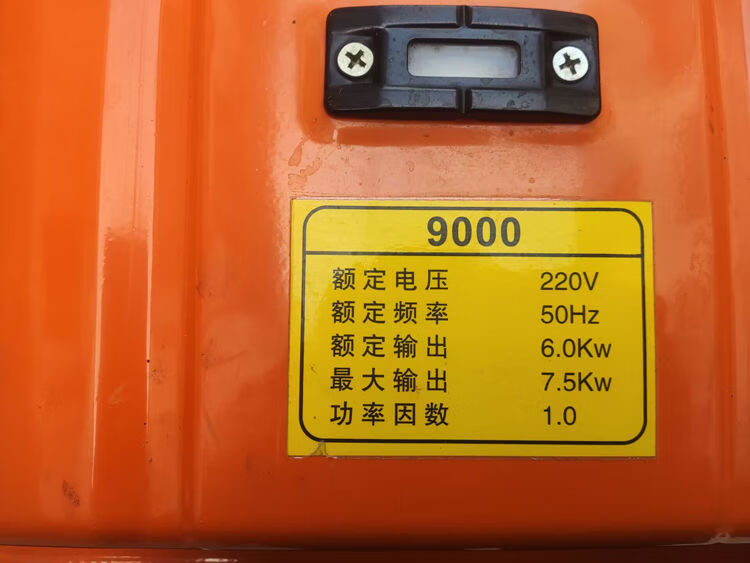 9000
额定电压 220V
额定频率 50Hz
额定输出 6.0Kw
最大输出 7.5Kw
功率因数 1.0